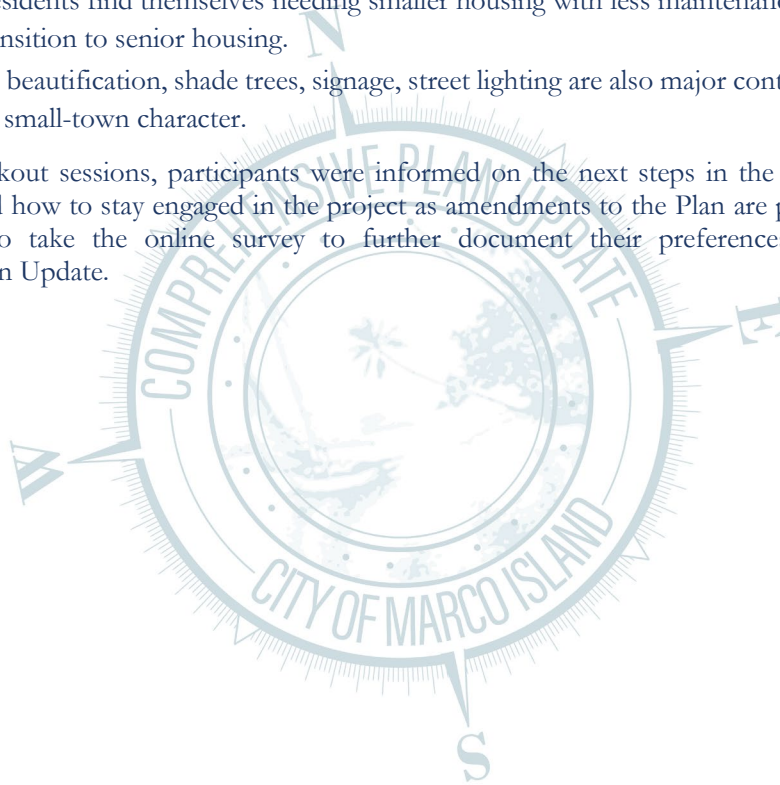 esidents find themselves needing smaller housing with less maintenanc
nsition to senior housing.
beautification, shade trees, signage, street lighting are also major cont
small-town character.
kout sessions, participants were informed on the next steps in the
l how to stay engaged in the project as amendments to the Plan are p
o take the online survey to further document their preference
n Update.
N
COMPREHENSIVE PLAN UPDATE
E
W
CITY OF MARCO ISLAND
S